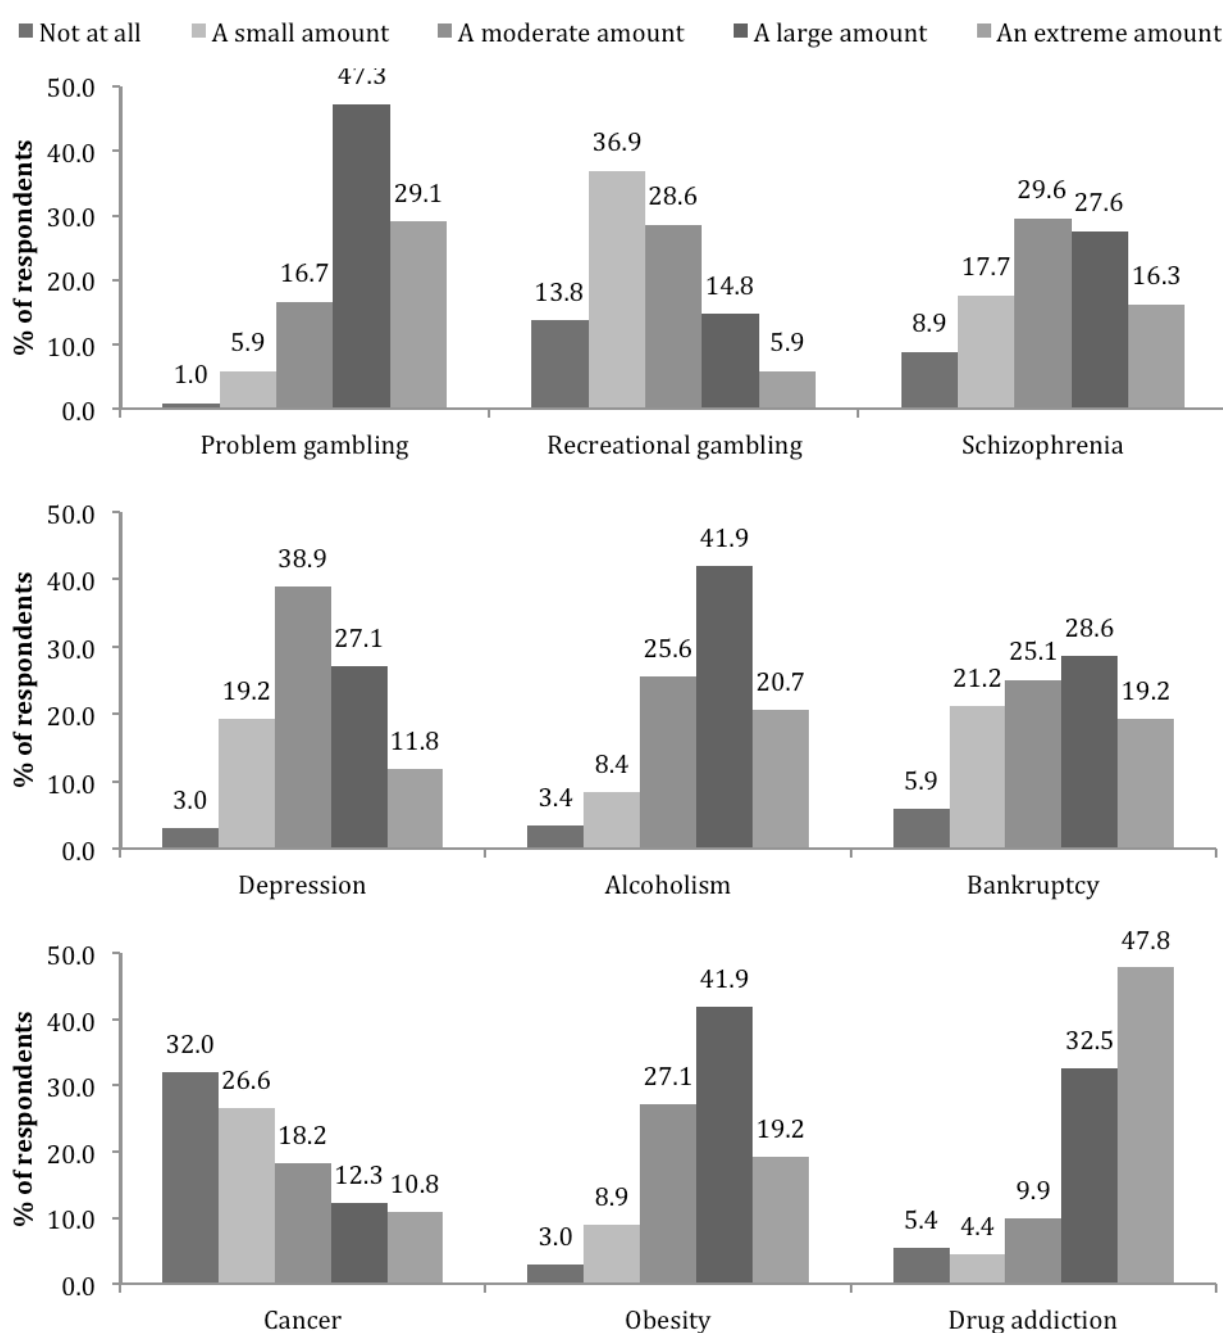 Not at all A small amount A moderate amount A large amount An extreme amount
% of respondents
50.0
40.0
30.0
20.0
10.0
0.0
1.0 5.9 16.7 47.3 29.1
13.8 36.9 28.6 14.8 5.9
8.9 17.7 29.6 27.6 16.3
Problem gambling Recreational gambling Schizophrenia
% of respondents
50.0
40.0
30.0
20.0
10.0
0.0
3.0 19.2 38.9 27.1 11.8
3.4 8.4 25.6 41.9 20.7
5.9 21.2 25.1 28.6 19.2
Depression Alcoholism Bankruptcy
% of respondents
50.0
40.0
30.0
20.0
10.0
0.0
32.0 26.6 18.2 12.3 10.8
3.0 8.9 27.1 41.9 19.2
5.4 4.4 9.9 32.5 47.8
Cancer Obesity Drug addiction